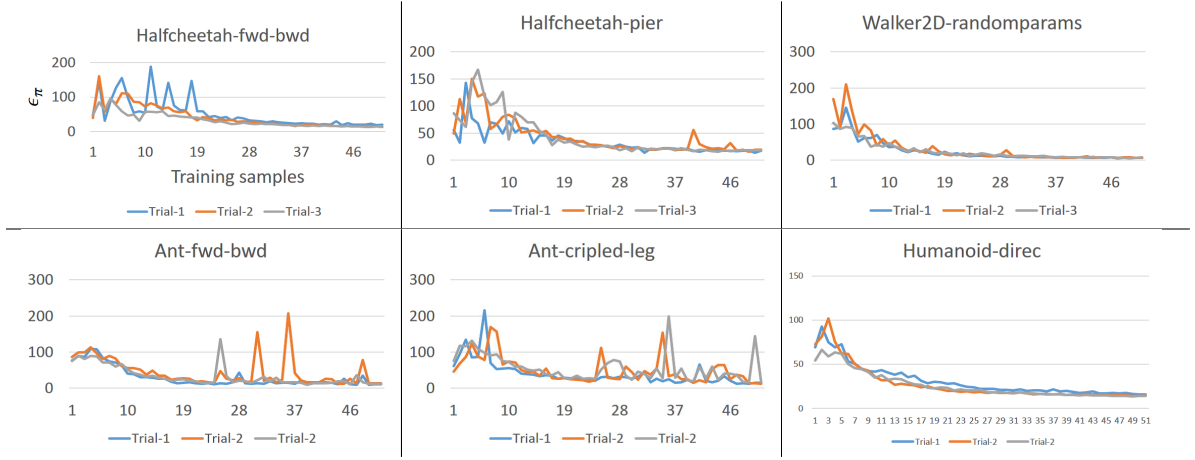 Halfcheetah-fwd-bwd
200
100
0
ϵπ
1 10 19 28 37 46
Training samples
Trial-1 Trial-2 Trial-3
Halfcheetah-pier
200
150
100
50
0
1 10 19 28 37 46
Trial-1 Trial-2 Trial-3
Walker2D-randomparams
300
200
100
0
1 10 19 28 37 46
Trial-1 Trial-2 Trial-3
Ant-fwd-bwd
300
200
100
0
1 10 19 28 37 46
Trial-1 Trial-2 Trial-2
Ant-cripled-leg
300
200
100
0
1 10 19 28 37 46
Trial-1 Trial-2 Trial-2
Humanoid-direc
150
100
50
0
1 3 5 7 9 11 13 15 17 19 21 23 25 27 29 31 33 35 37 39 41 43 45 47 49 51
Trial-1 Trial-2 Trial-2